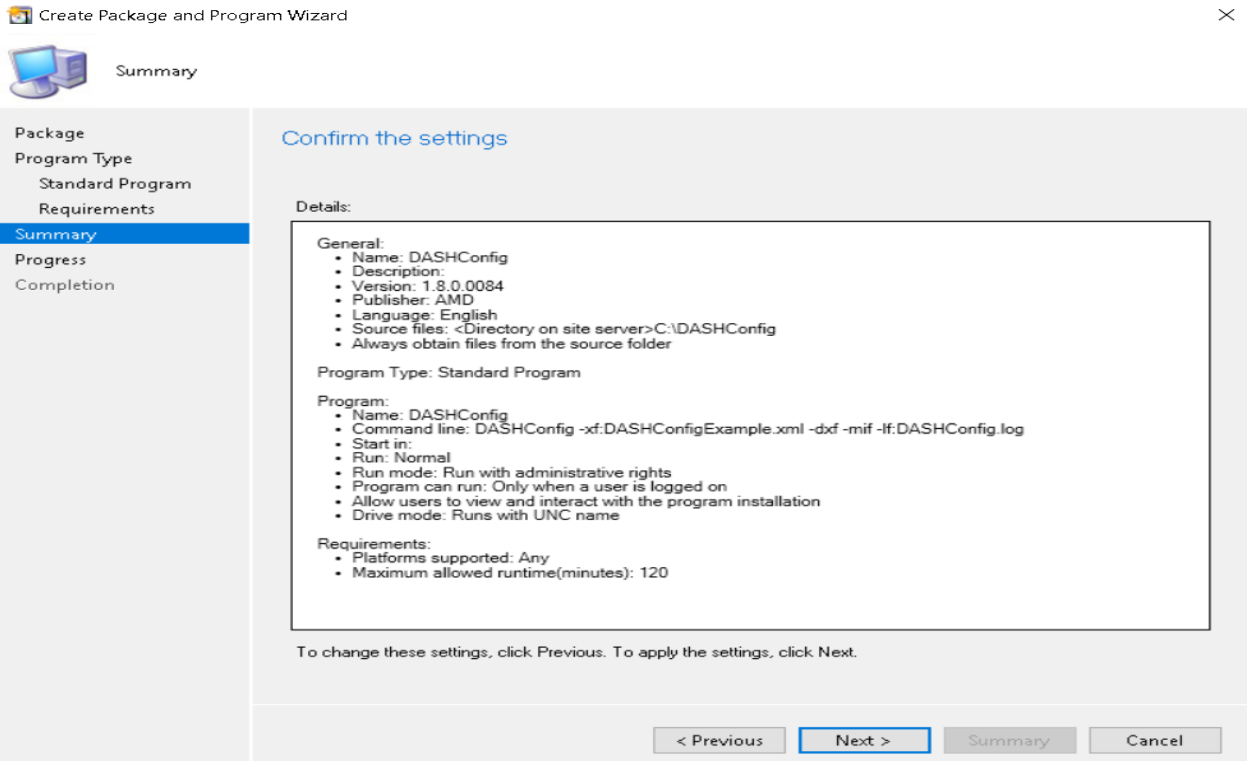 Create Package and Program Wizard
Summary
Package
Program Type
Standard Program
Requirements
Summary
Progress
Completion
Confirm the settings
Details:
General:
• Name: DASHConfig
• Description:
• Version: 1.8.0.0084
• Publisher: AMD
• Language: English
• Source files: <Directory on site server>C:\DASHConfig
• Always obtain files from the source folder
Program Type: Standard Program
Program:
• Name: DASHConfig
• Command line: DASHConfig -xf:DASHConfigExample.xml -dxf -mif -lf:DASHConfig.log
• Start in:
• Run: Normal
• Run mode: Run with administrative rights
• Program can run: Only when a user is logged on
• Allow users to view and interact with the program installation
• Drive mode: Runs with UNC name
Requirements:
• Platforms supported: Any
• Maximum allowed runtime(minutes): 120
To change these settings, click Previous. To apply the settings, click Next.
< Previous
Next >
Summary
Cancel